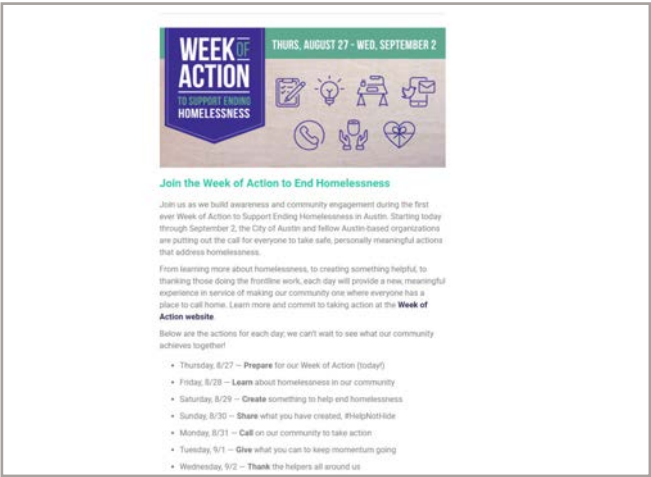 WEEK OF
ACTION
TO SUPPORT ENDING
HOMELESSNESS
THURS, AUGUST 27 - WED, SEPTEMBER 2
Join the Week of Action to End Homelessness
Join us as we build awareness and community engagement during the first
ever Week of Action to Support Ending Homelessness in Austin. Starting today
through September 2, the City of Austin and fellow Austin-based organizations
are putting out the call for everyone to take safe, personally meaningful actions
that address homelessness.
From learning more about homelessness, to creating something helpful, to
thanking those doing the frontline work, each day will provide a new, meaningful
experience in service of making our community one where everyone has a
place to call home. Learn more and commit to taking action at the Week of
Action website.
Below are the actions for each day; we can't wait to see what our community
achieves together!
• Thursday, 8/27 — Prepare for our Week of Action (today!)
• Friday, 8/28 — Learn about homelessness in our community
• Saturday, 8/29 — Create something to help end homelessness
• Sunday, 8/30 — Share what you have created, #HelpNotHide
• Monday, 8/31 — Call on our community to take action
• Tuesday, 9/1 — Give what you can to keep momentum going
• Wednesday, 9/2 — Thank the helpers all around us